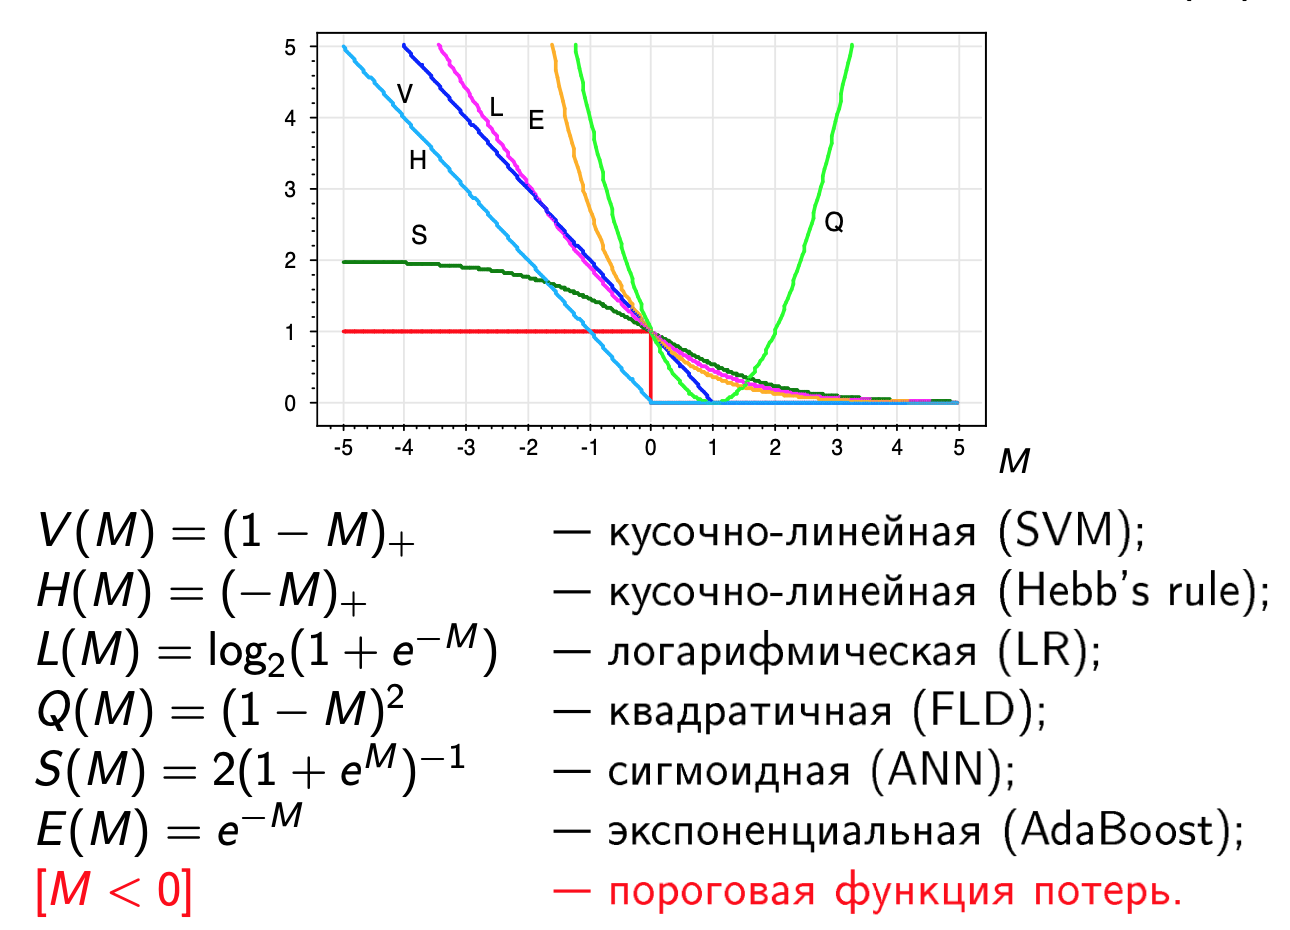 5
V
L
E
4
H
3
Q
S
2
1
0
-5 -4 -3 -2 -1 0 1 2 3 4 5
M
V(M) = (1 − M)₊ — кусочно-линейная (SVM);
H(M) = (−M)₊ — кусочно-линейная (Hebb's rule);
L(M) = log₂(1 + e⁻ᴹ) — логарифмическая (LR);
Q(M) = (1 − M)² — квадратичная (FLD);
S(M) = 2(1 + eᴹ)⁻¹ — сигмоидная (ANN);
E(M) = e⁻ᴹ — экспоненциальная (AdaBoost);
[M < 0] — пороговая функция потерь.